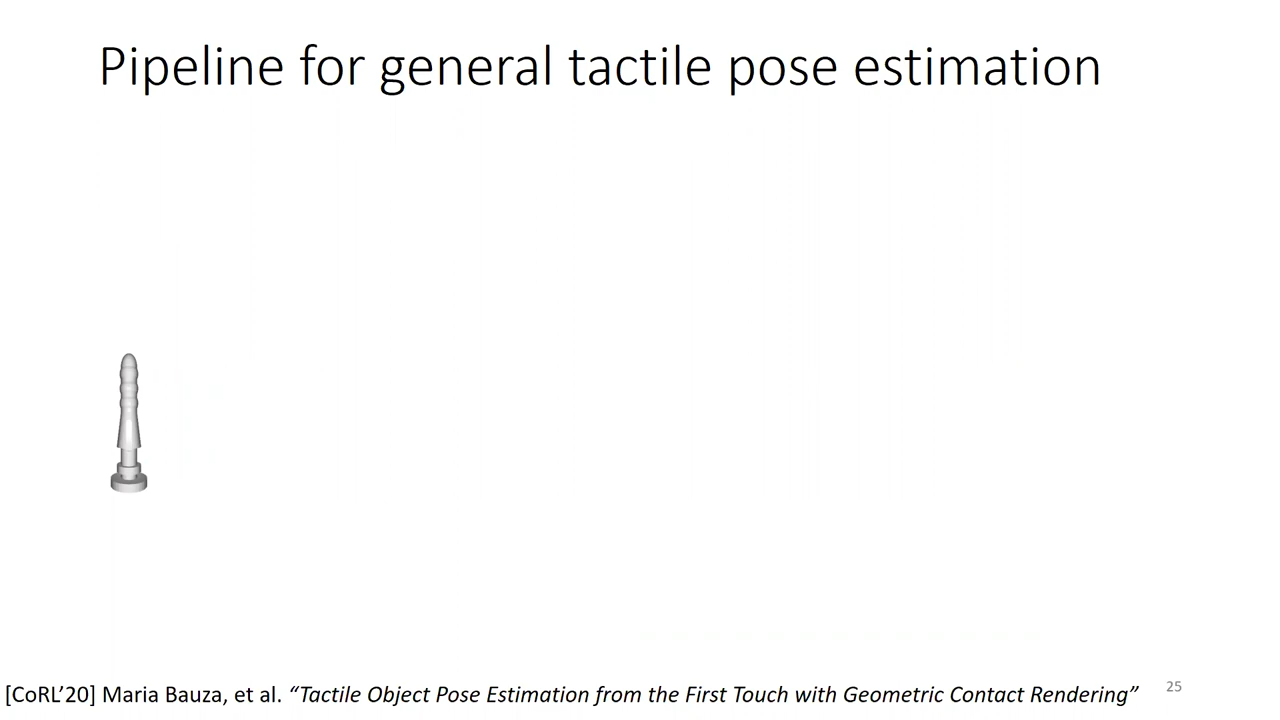 Pipeline for general tactile pose estimation
[CoRL’20] Maria Bauza, et al. “Tactile Object Pose Estimation from the First Touch with Geometric Contact Rendering”
25